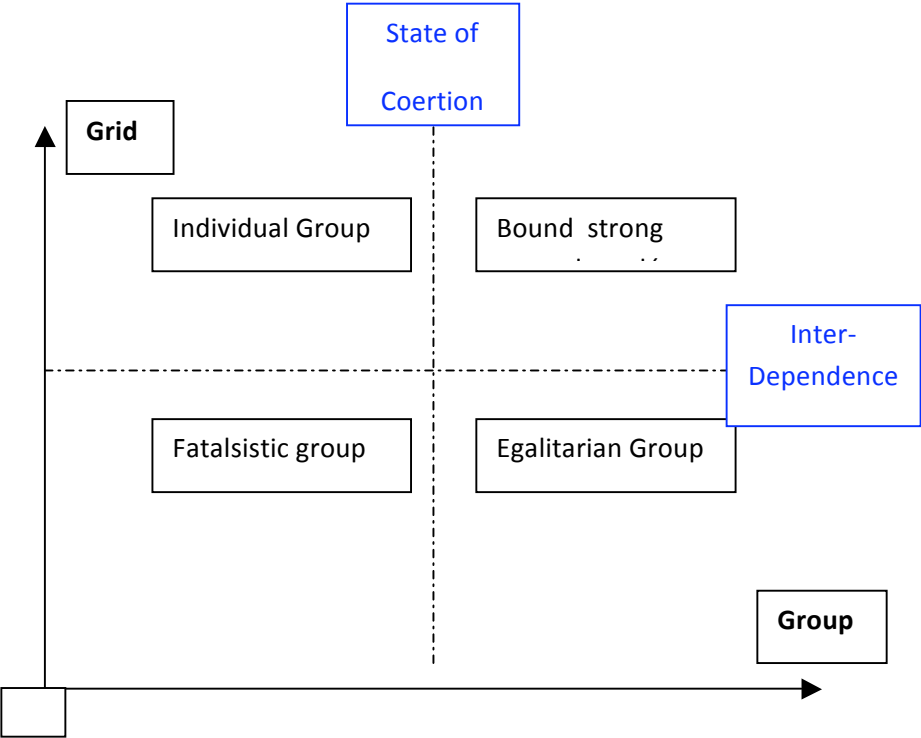 State of
Coertion
Grid
Individual Group
Bound strong
Inter-
Dependence
Fatalsistic group
Egalitarian Group
Group